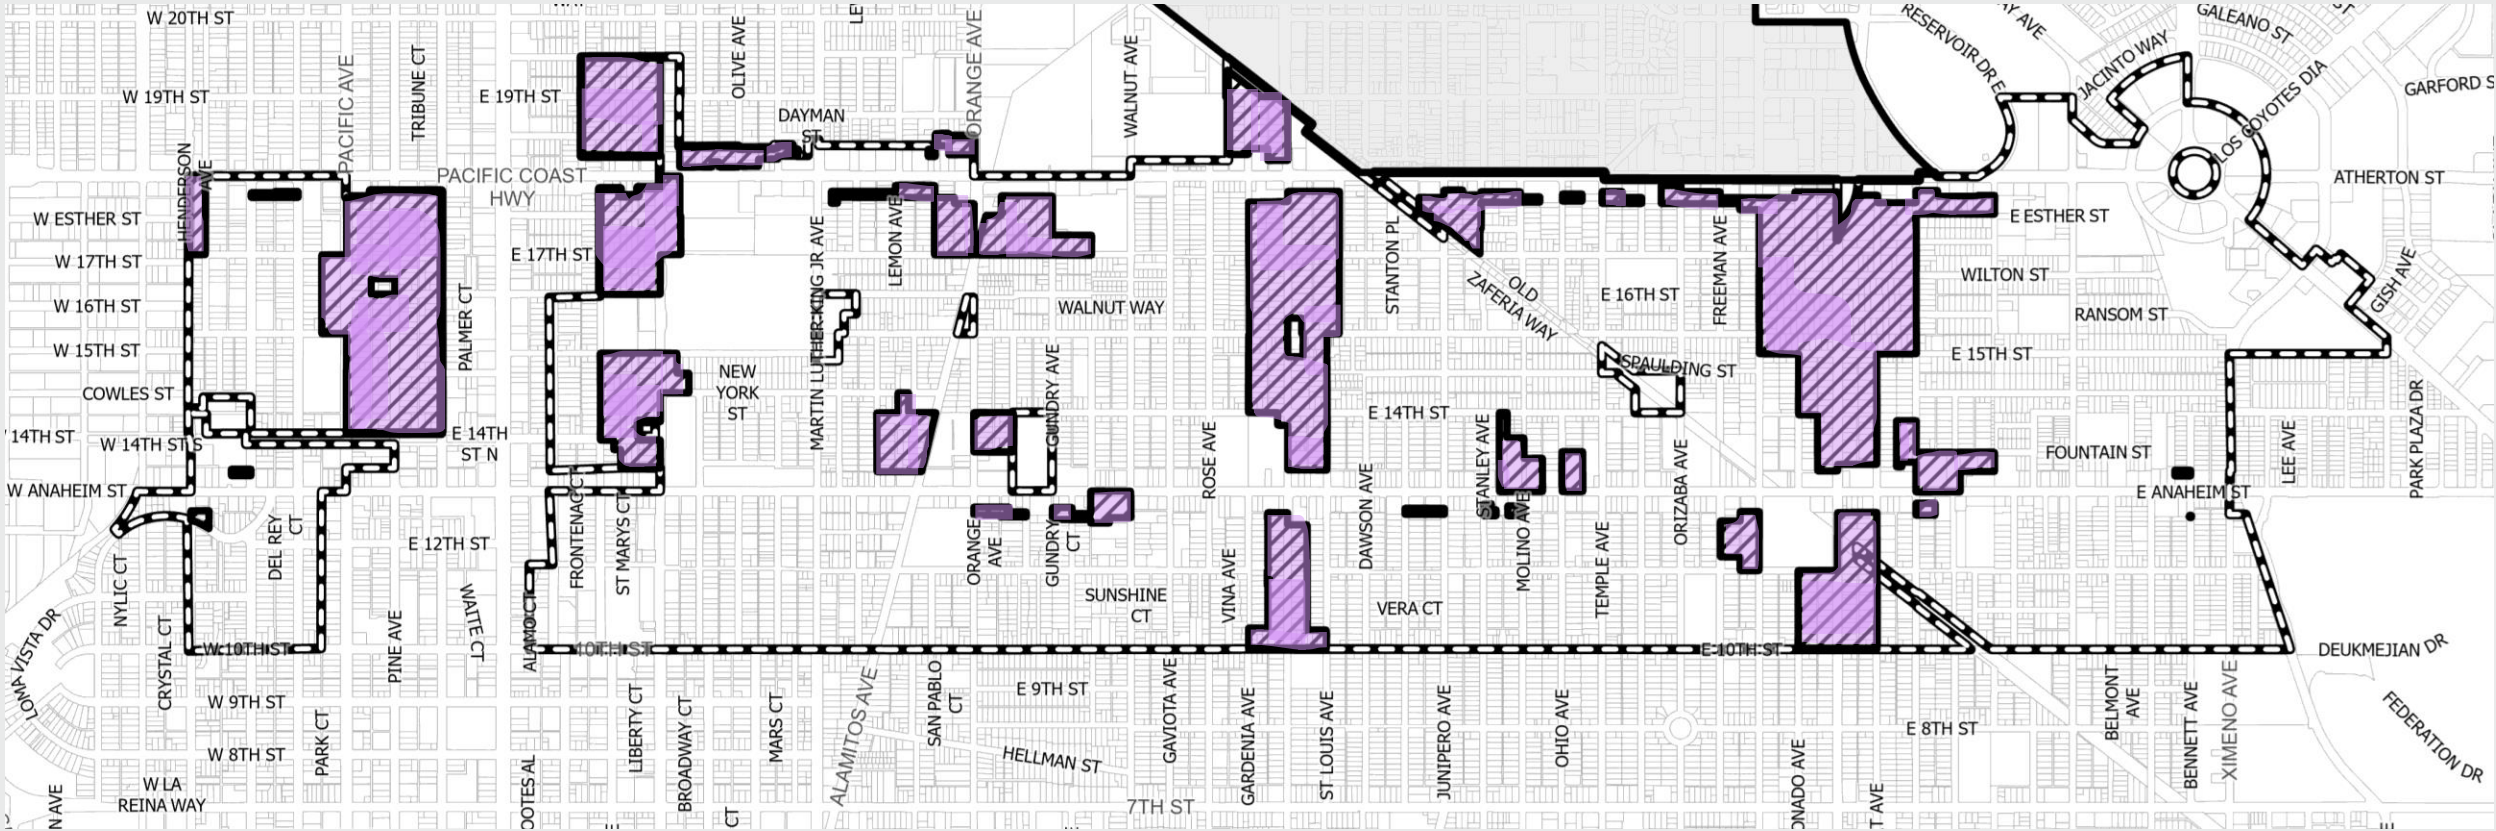 W 20TH ST
W 19TH ST
PACIFIC AVE
TRIBUNE CT
E 19TH ST
OLIVE AVE
DAYMAN
ST
ORANGE AVE
WALNUT AVE
RESERVOIR DR E
JACINTO WAY
GALEANO ST
LOS COYOTES DIA
ATHERTON ST
HENDERSON
AVE
PACIFIC COAST
HWY
W ESTHER ST
W 17TH ST
W 16TH ST
W 15TH ST
COWLES ST
W 14TH ST S
W ANAHEIM ST
E 17TH ST
PALMER CT
E 14TH
ST N
NEW
YORK
ST
MARTIN LUTHER KING JR AVE
LEMON AVE
WALNUT WAY
GUNDRY AVE
ROSE AVE
STANTON PL
OLD
ZAFERIA WAY
E 16TH ST
FREEMAN AVE
SPAULDING ST
E 14TH ST
STANLEY AVE
E ESTHER ST
WILTON ST
RANSOM ST
E 15TH ST
FOUNTAIN ST
E ANAHEIM ST
GISH AVE
LEE AVE
PARK PLAZA DR
DEL REY
CT
E 12TH ST
FRONTENAC CT
ST MARYS CT
ORANGE
AVE
GUNDRY
CT
SUNSHINE
CT
VINA AVE
DAWSON AVE
VERA CT
MOLINO AVE
TEMPLE AVE
ORIZABA AVE
NYLIC CT
LOMA VISTA DR
CRYSTAL CT
W 10TH ST
PINE AVE
WAITE CT
ALAMO CT
10TH ST
E 10TH ST
DEUKMEJIAN DR
W 9TH ST
W 8TH ST
W LA
REINA WAY
PARK CT
LIBERTY CT
BROADWAY CT
MARS CT
ALAMITOS AVE
SAN PABLO
CT
E 9TH ST
HELLMAN ST
7TH ST
GAVIOTA AVE
GARDENIA AVE
ST LOUIS AVE
JUNIPERO AVE
OHIO AVE
E 8TH ST
BELMONT
AVE
BENNETT AVE
XIMENO AVE
FEDERATION DR